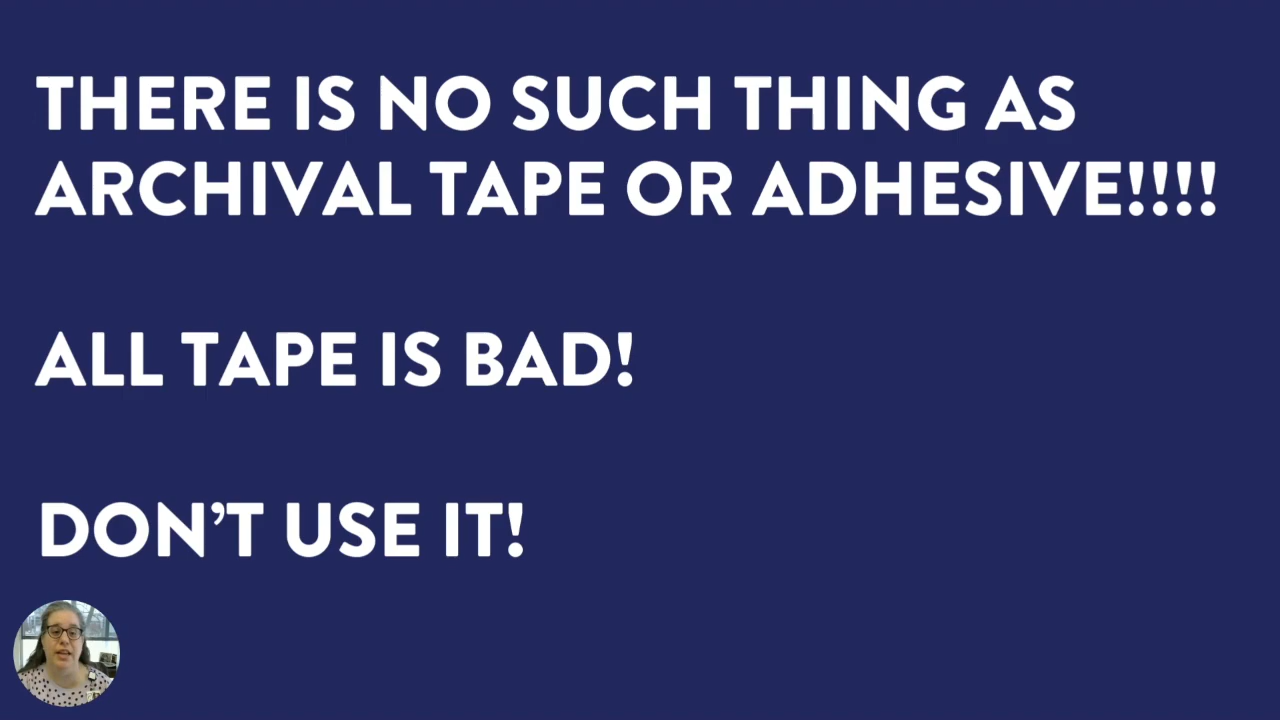 THERE IS NO SUCH THING AS
ARCHIVAL TAPE OR ADHESIVE!!!!
ALL TAPE IS BAD!
DON’T USE IT!